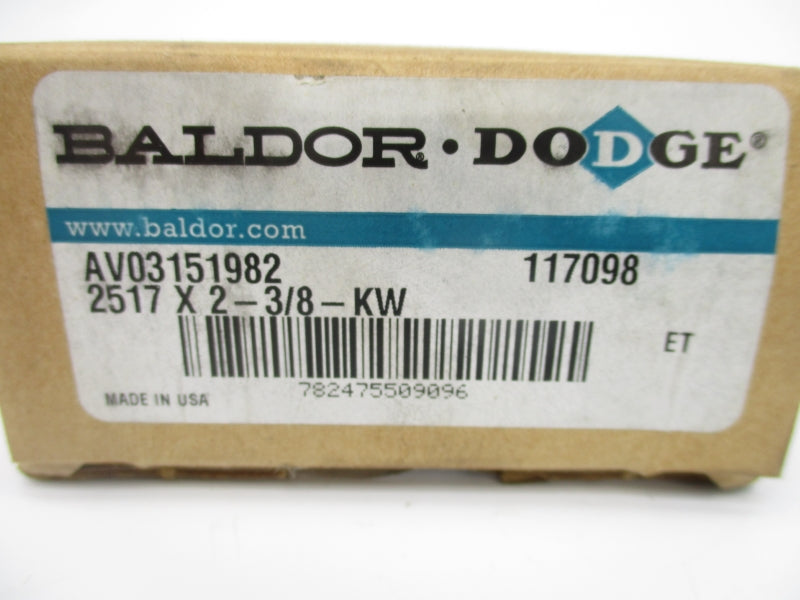 BALDOR® • DODGE®
www.baldor.com
AV03151982 117098
2517 X 2-3/8-KW
ET
782475509096
MADE IN USA